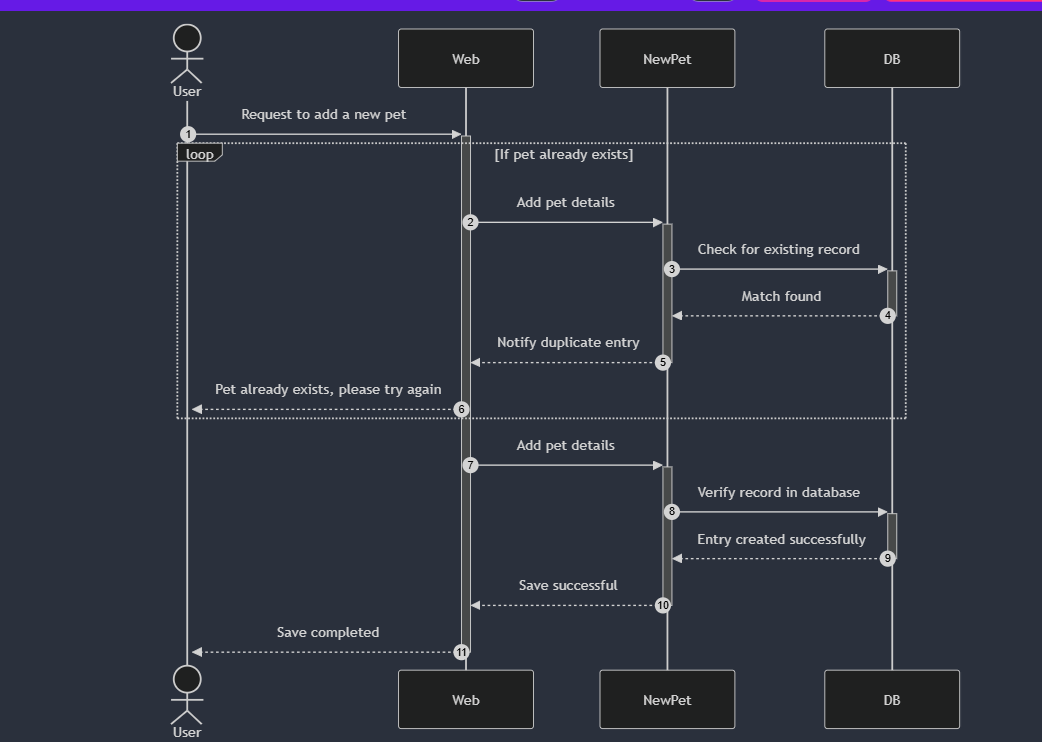 Web
NewPet
DB
User
Request to add a new pet
1
loop
[If pet already exists]
Add pet details
2
Check for existing record
3
Match found
4
Notify duplicate entry
5
Pet already exists, please try again
6
Add pet details
7
Verify record in database
8
Entry created successfully
9
Save successful
10
Save completed
11
Web
NewPet
DB
User